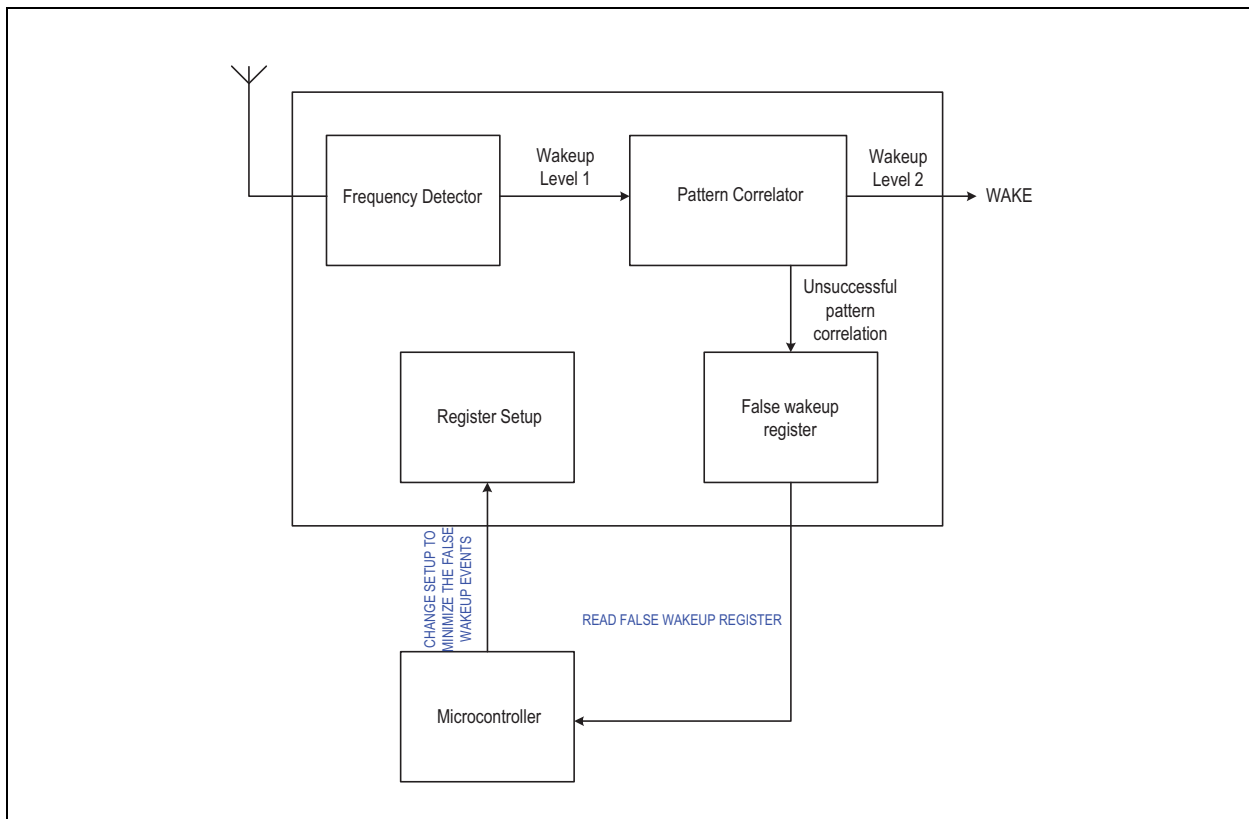 Wakeup
Level 1
Wakeup
Level 2
Frequency Detector
Pattern Correlator
WAKE
Unsuccessful
pattern
correlation
Register Setup
False wakeup
register
CHANGE SETUP TO
MINIMIZE THE FALSE
WAKEUP EVENTS
READ FALSE WAKEUP REGISTER
Microcontroller